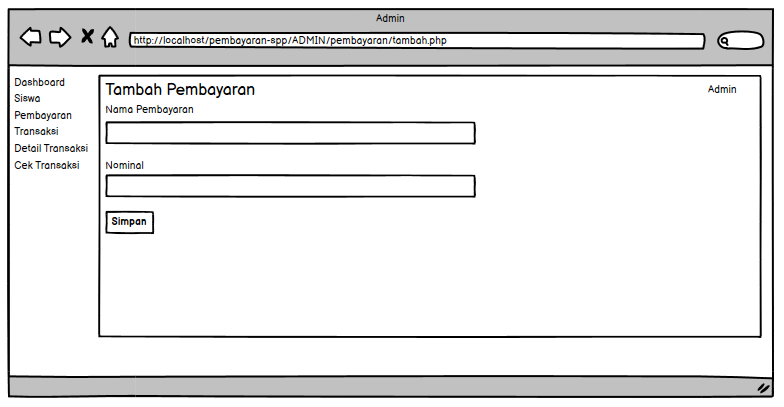 Admin
http://localhost/pembayaran-spp/ADMIN/pembayaran/tambah.php
Dashboard
Siswa
Pembayaran
Transaksi
Detail Transaksi
Cek Transaksi
Tambah Pembayaran
Admin
Nama Pembayaran
Nominal
Simpan